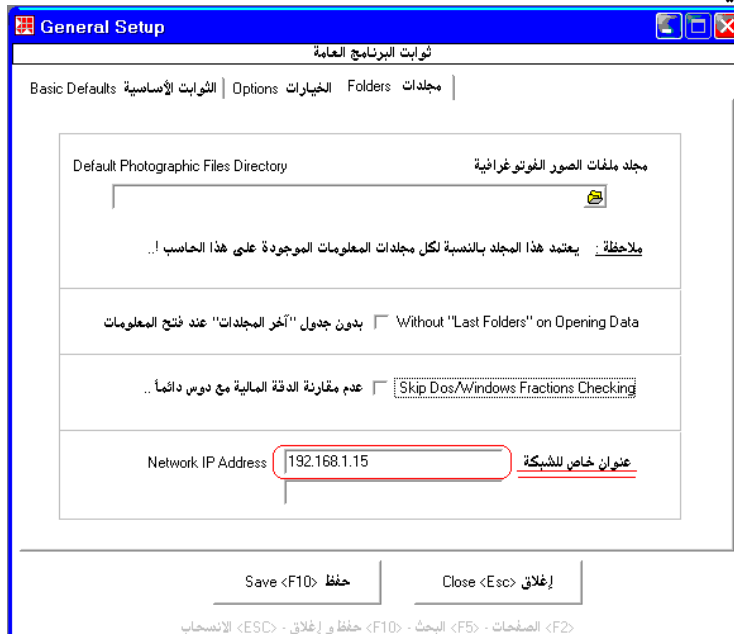 General Setup
ثوابت البرنامج العامة
Basic Defaults الثوابت الأساسية | Options الخيارات | Folders مجلدات
Default Photographic Files Directory مجلد ملفات الصور الفوتوغرافية
ملاحظة : يعتمد هذا المجلد بالنسبة لكل مجلدات المعلومات الموجودة على هذا الحاسب !..
Without "Last Folders" on Opening Data بدون جدول "آخر المجلدات" عند فتح المعلومات
Skip Dos/Windows Fractions Checking عدم مقارنة الدقة المالية مع دوس دائماً ..
Network IP Address 192.168.1.15 عنوان خاص للشبكة
Save <F10> حفظ
Close <Esc> إغلاق
<F2> الصفحات - <F5> البحث - <F10> حفظ و إغلاق - <ESC> الانسحاب